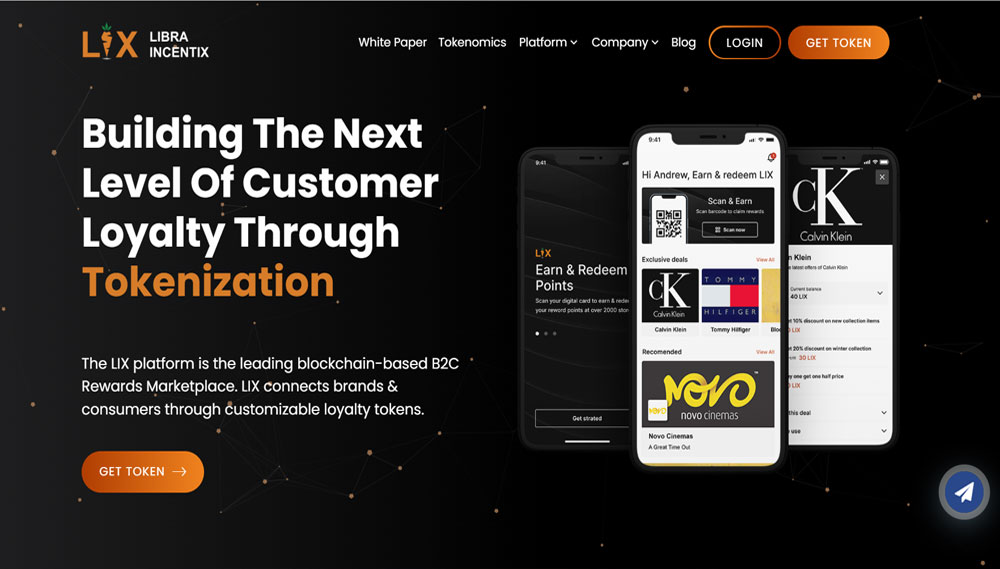 LIX LIBRA
INCENTIX
White Paper Tokenomics Platform Company Blog LOGIN GET TOKEN
Building The Next
Level Of Customer
Loyalty Through
Tokenization
The LIX platform is the leading blockchain-based B2C
Rewards Marketplace. LIX connects brands &
consumers through customizable loyalty tokens.
GET TOKEN
9:41
LIX
Earn & Redeem
Points
Scan your digital card to earn & redee
your reword points at over 2000 store
Get strated
9:41
1
Hi Andrew, Earn & redeem LIX
Scan & Earn
Scan barcode to claim rewards
Scan now
Exclusive deals View All
CK
Calvin Klein
TOMMY
HILFIGER
Calvin Klein Tommy Hilfiger Bloo
Recomended View All
NOVO
novo cinemas
NOVO
Novo Cinemas
A Great Time Out
CK
Calvin Klein
n Klein
e latest offers of Calvin Klein
Current balance
40 LIX
t 10% discount on new collection items
0 LIX
t 20% discount on winter collection
30 LIX
y one get one half price
0 LIX
this deal
o use